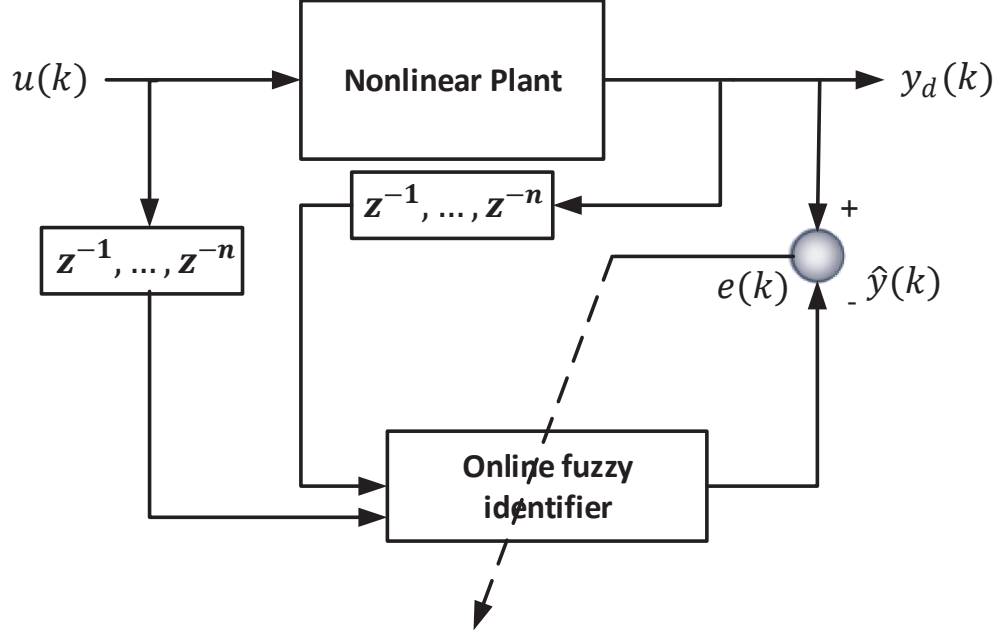 u(k)
Nonlinear Plant
y_d(k)
z^{-1}, ..., z^{-n}
+
z^{-1}, ..., z^{-n}
e(k)
- ŷ(k)
Online fuzzy
identifier